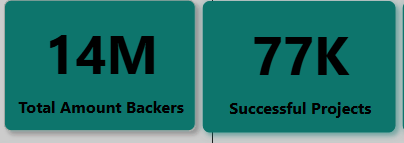 14M
Total Amount Backers
77K
Successful Projects